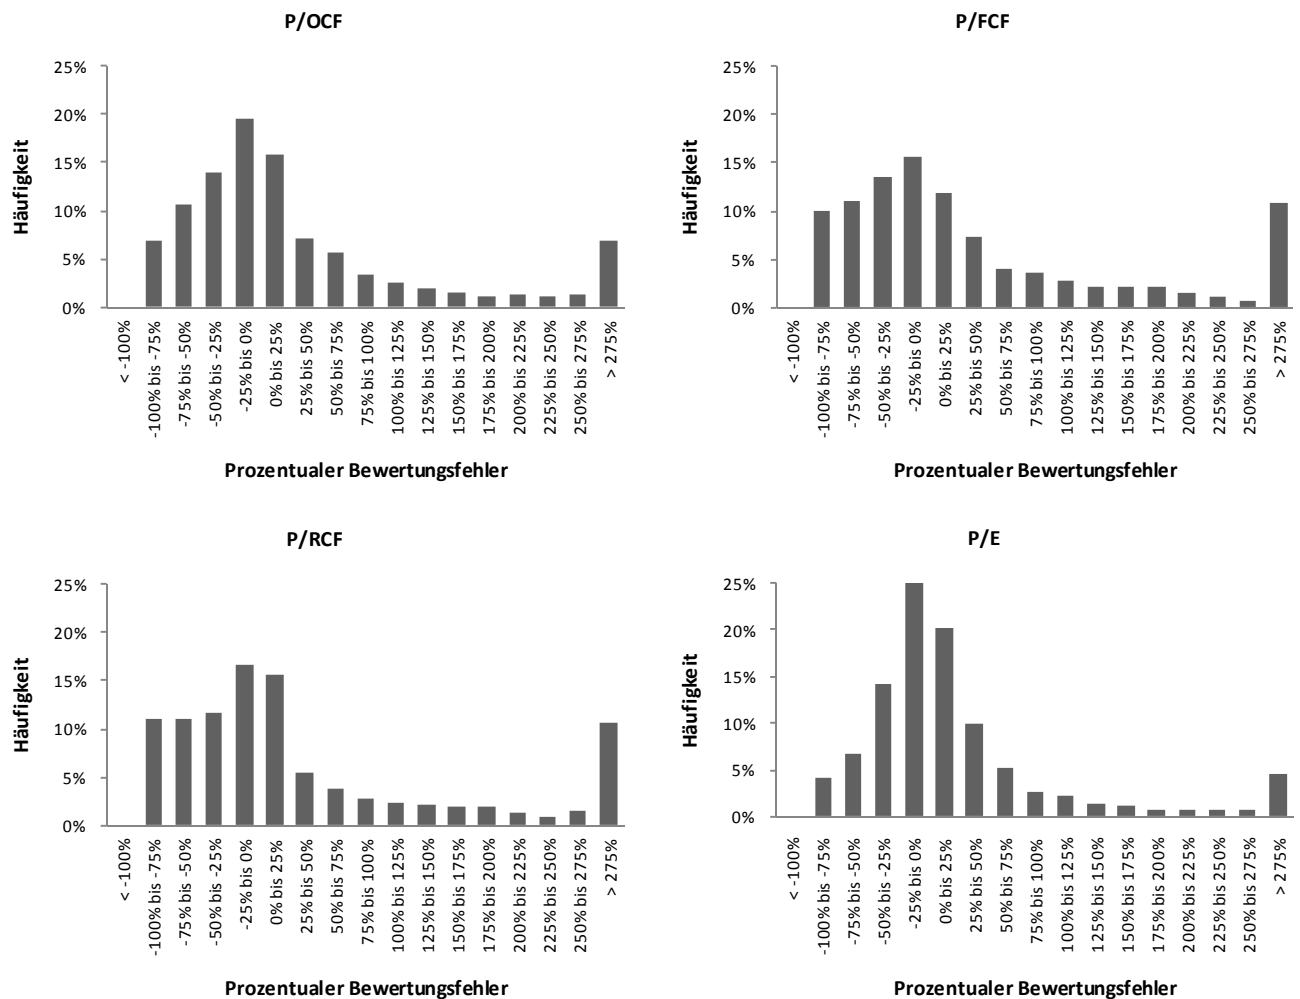 P/OCF
Häufigkeit
25%
20%
15%
10%
5%
0%
< -100%
-100% bis -75%
-75% bis -50%
-50% bis -25%
-25% bis 0%
0% bis 25%
25% bis 50%
50% bis 75%
75% bis 100%
100% bis 125%
125% bis 150%
150% bis 175%
175% bis 200%
200% bis 225%
225% bis 250%
250% bis 275%
> 275%
Prozentualer Bewertungsfehler
P/FCF
Häufigkeit
25%
20%
15%
10%
5%
0%
< -100%
-100% bis -75%
-75% bis -50%
-50% bis -25%
-25% bis 0%
0% bis 25%
25% bis 50%
50% bis 75%
75% bis 100%
100% bis 125%
125% bis 150%
150% bis 175%
175% bis 200%
200% bis 225%
225% bis 250%
250% bis 275%
> 275%
Prozentualer Bewertungsfehler
P/RCF
Häufigkeit
25%
20%
15%
10%
5%
0%
< -100%
-100% bis -75%
-75% bis -50%
-50% bis -25%
-25% bis 0%
0% bis 25%
25% bis 50%
50% bis 75%
75% bis 100%
100% bis 125%
125% bis 150%
150% bis 175%
175% bis 200%
200% bis 225%
225% bis 250%
250% bis 275%
> 275%
Prozentualer Bewertungsfehler
P/E
Häufigkeit
25%
20%
15%
10%
5%
0%
< -100%
-100% bis -75%
-75% bis -50%
-50% bis -25%
-25% bis 0%
0% bis 25%
25% bis 50%
50% bis 75%
75% bis 100%
100% bis 125%
125% bis 150%
150% bis 175%
175% bis 200%
200% bis 225%
225% bis 250%
250% bis 275%
> 275%
Prozentualer Bewertungsfehler